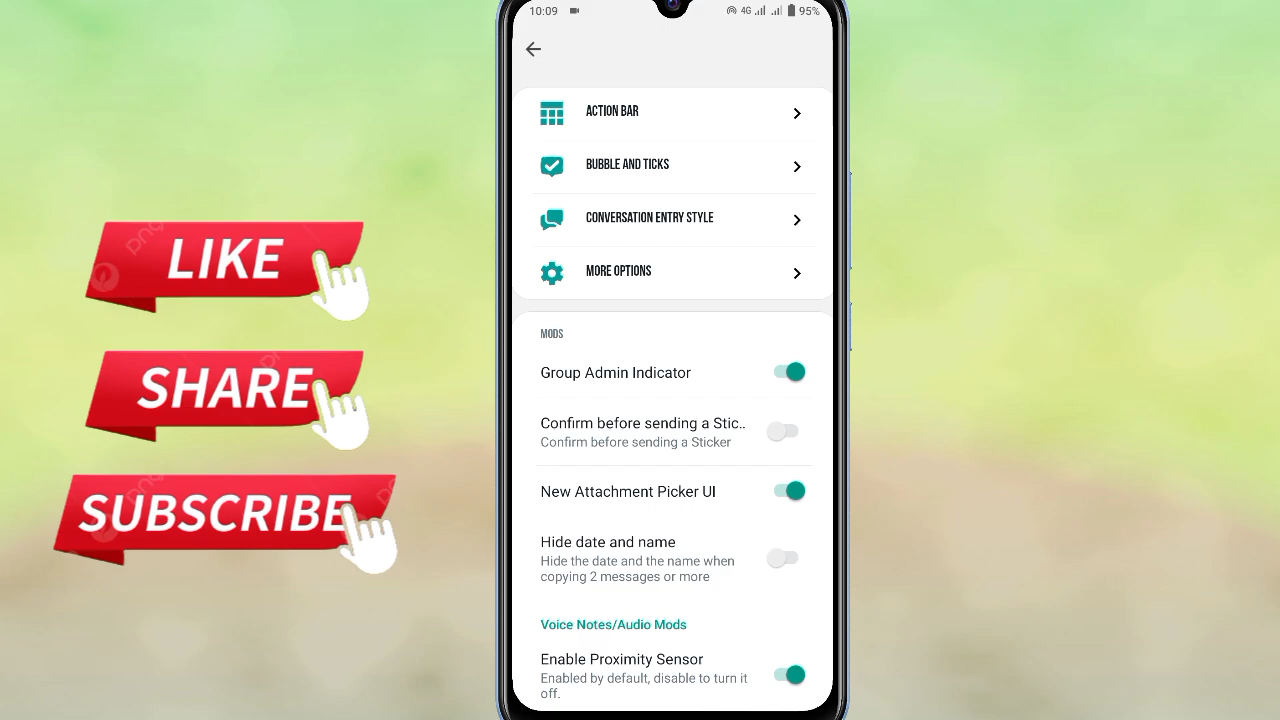 10:09
4G
95%
ACTION BAR
BUBBLE AND TICKS
CONVERSATION ENTRY STYLE
MORE OPTIONS
MODS
Group Admin Indicator
Confirm before sending a Stic..
Confirm before sending a Sticker
New Attachment Picker UI
Hide date and name
Hide the date and the name when
copying 2 messages or more
Voice Notes/Audio Mods
Enable Proximity Sensor
Enabled by default, disable to turn it
off.
LIKE
SHARE
SUBSCRIBE